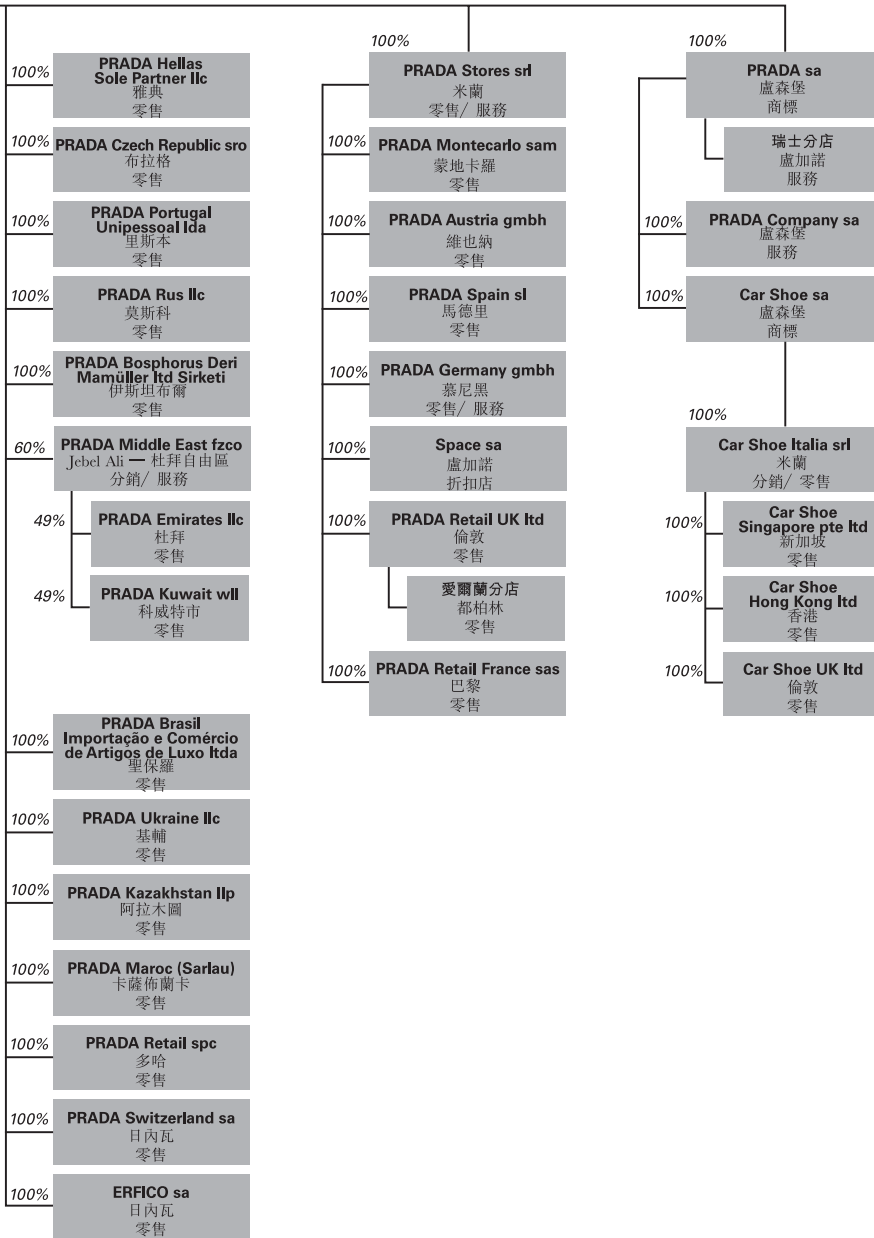 100%
PRADA Hellas
Sole Partner llc
雅典
零售
100%
PRADA Czech Republic sro
布拉格
零售
100%
PRADA Portugal
Unipessoal lda
里斯本
零售
100%
PRADA Rus llc
莫斯科
零售
100%
PRADA Bosphorus Deri
Mamüller ltd Sirketi
伊斯坦布爾
零售
60%
PRADA Middle East fzco
Jebel Ali — 杜拜自由區
分銷/ 服務
49%
PRADA Emirates llc
杜拜
零售
49%
PRADA Kuwait wll
科威特市
零售
100%
PRADA Brasil
Importação e Comércio
de Artigos de Luxo ltda
聖保羅
零售
100%
PRADA Ukraine llc
基輔
零售
100%
PRADA Kazakhstan llp
阿拉木圖
零售
100%
PRADA Maroc (Sarlau)
卡薩佈蘭卡
零售
100%
PRADA Retail spc
多哈
零售
100%
PRADA Switzerland sa
日內瓦
零售
100%
ERFICO sa
日內瓦
零售
100%
PRADA Stores srl
米蘭
零售/ 服務
100%
PRADA Montecarlo sam
蒙地卡羅
零售
100%
PRADA Austria gmbh
維也納
零售
100%
PRADA Spain sl
馬德里
零售
100%
PRADA Germany gmbh
慕尼黑
零售/ 服務
100%
Space sa
盧加諾
折扣店
100%
PRADA Retail UK ltd
倫敦
零售
愛爾蘭分店
都柏林
零售
100%
PRADA Retail France sas
巴黎
零售
100%
PRADA sa
盧森堡
商標
瑞士分店
盧加諾
服務
100%
PRADA Company sa
盧森堡
服務
100%
Car Shoe sa
盧森堡
商標
100%
Car Shoe Italia srl
米蘭
分銷/ 零售
100%
Car Shoe
Singapore pte ltd
新加坡
零售
100%
Car Shoe
Hong Kong ltd
香港
零售
100%
Car Shoe UK ltd
倫敦
零售